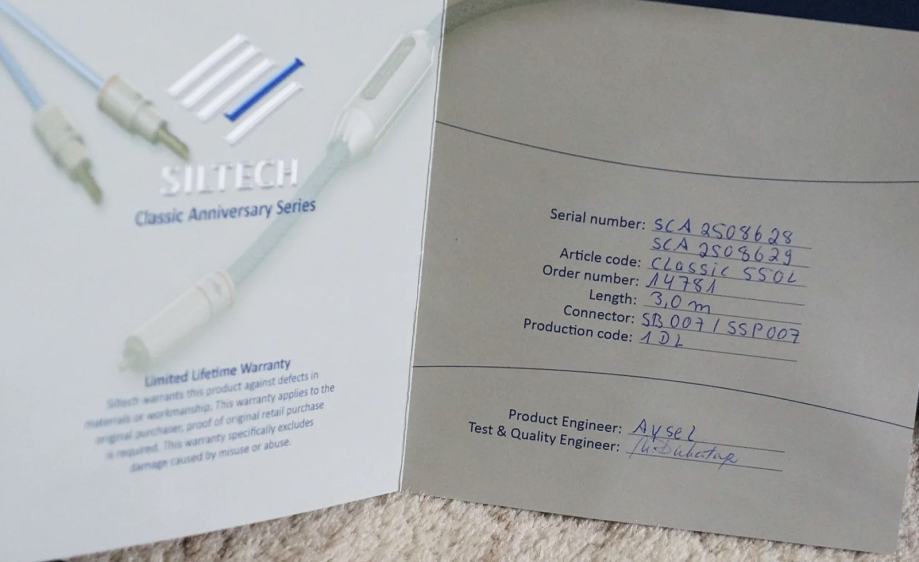 SILTECH
Classic Anniversary Series
Limited Lifetime Warranty
Siltech warrants this product against defects in
materials or workmanship. This warranty applies to the
original purchaser, proof of original retail purchase
is required. This warranty specifically excludes
damage caused by misuse or abuse.
Serial number: SCA 2508628
SCA 2508629
Article code: Classic 550L
Order number: 14781
Length: 3,0 m
Connector: SB007/SSP007
Production code: 1DL
Product Engineer: Aysel
Test & Quality Engineer: